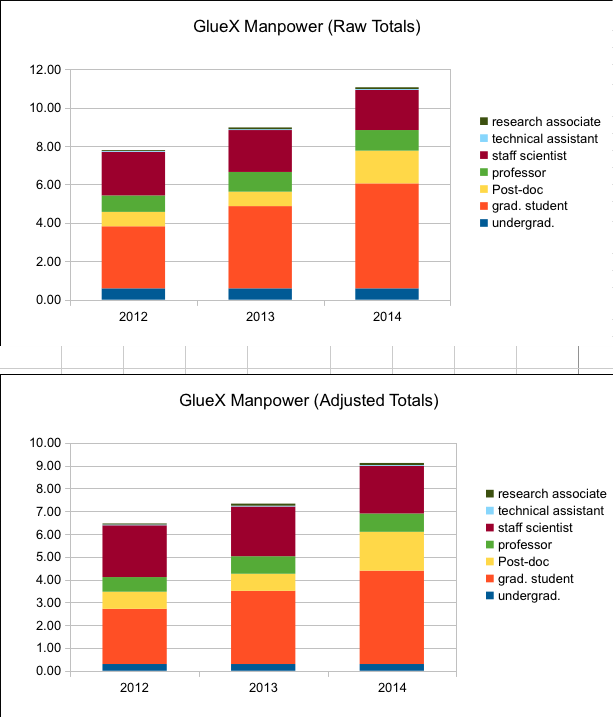 GlueX Manpower (Raw Totals)
12.00
10.00
8.00
6.00
4.00
2.00
0.00
2012
2013
2014
research associate
technical assistant
staff scientist
professor
Post-doc
grad. student
undergrad.
GlueX Manpower (Adjusted Totals)
10.00
9.00
8.00
7.00
6.00
5.00
4.00
3.00
2.00
1.00
0.00
2012
2013
2014
research associate
technical assistant
staff scientist
professor
Post-doc
grad. student
undergrad.